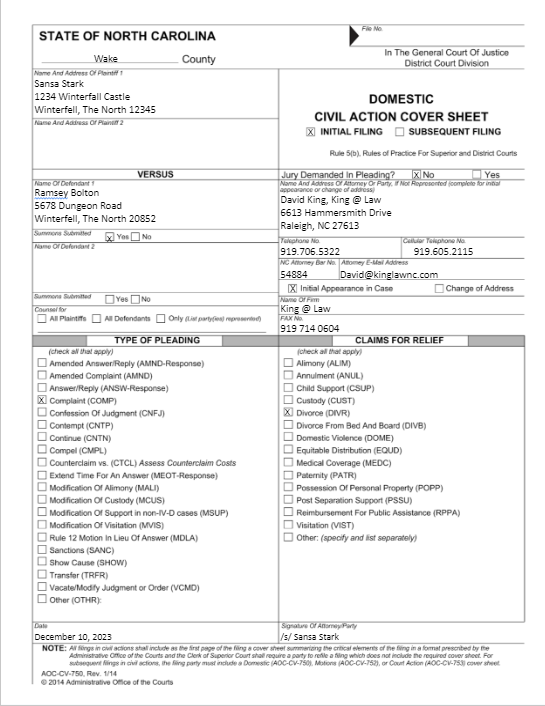 STATE OF NORTH CAROLINA
File No.
Wake County
In The General Court Of Justice
District Court Division
Name And Address Of Plaintiff 1
Sansa Stark
1234 Winterfall Castle
Winterfell, The North 12345
Name And Address Of Plaintiff 2
DOMESTIC
CIVIL ACTION COVER SHEET
X INITIAL FILING SUBSEQUENT FILING
Rule 5(b), Rules of Practice For Superior and District Courts
VERSUS
Jury Demanded In Pleading? X No Yes
Name Of Defendant 1
Ramsey Bolton
5678 Dungeon Road
Winterfell, The North 20852
Summons Submitted
X Yes No
Name Of Defendant 2
Summons Submitted
Yes No
Counsel for
All Plaintiffs All Defendants Only (List party(ies) represented)
Name And Address Of Attorney Or Party, If Not Represented (complete for initial
appearance or change of address)
David King, King @ Law
6613 Hammersmith Drive
Raleigh, NC 27613
Telephone No. Cellular Telephone No.
919.706.5322 919.605.2115
NC Attorney Bar No. Attorney E-Mail Address
54884 David@kinglawnc.com
X Initial Appearance in Case Change of Address
Name Of Firm
King @ Law
FAX No.
919 714 0604
TYPE OF PLEADING
(check all that apply)
Amended Answer/Reply (AMND-Response)
Amended Complaint (AMND)
Answer/Reply (ANSW-Response)
X Complaint (COMP)
Confession Of Judgment (CNFJ)
Contempt (CNTP)
Continue (CNTN)
Compel (CMPL)
Counterclaim vs. (CTCL) Assess Counterclaim Costs
Extend Time For An Answer (MEOT-Response)
Modification Of Alimony (MALI)
Modification Of Custody (MCUS)
Modification Of Support in non-IV-D cases (MSUP)
Modification Of Visitation (MVIS)
Rule 12 Motion In Lieu Of Answer (MDLA)
Sanctions (SANC)
Show Cause (SHOW)
Transfer (TRFR)
Vacate/Modify Judgment or Order (VCMD)
Other (OTHR):
CLAIMS FOR RELIEF
(check all that apply)
Alimony (ALIM)
Annulment (ANUL)
Child Support (CSUP)
Custody (CUST)
X Divorce (DIVR)
Divorce From Bed And Board (DIVB)
Domestic Violence (DOME)
Equitable Distribution (EQUD)
Medical Coverage (MEDC)
Paternity (PATR)
Possession Of Personal Property (POPP)
Post Separation Support (PSSU)
Reimbursement For Public Assistance (RPPA)
Visitation (VIST)
Other: (specify and list separately)
Date
December 10, 2023
Signature Of Attorney/Party
/s/ Sansa Stark
NOTE: All filings in civil actions shall include as the first page of the filing a cover sheet summarizing the critical elements of the filing in a format prescribed by the
Administrative Office of the Courts and the Clerk of Superior Court shall require a party to refile a filing which does not include the required cover sheet. For
subsequent filings in civil actions, the filing party must include a Domestic (AOC-CV-750), Motions (AOC-CV-752), or Court Action (AOC-CV-753) cover sheet.
AOC-CV-750, Rev. 1/14
© 2014 Administrative Office of the Courts